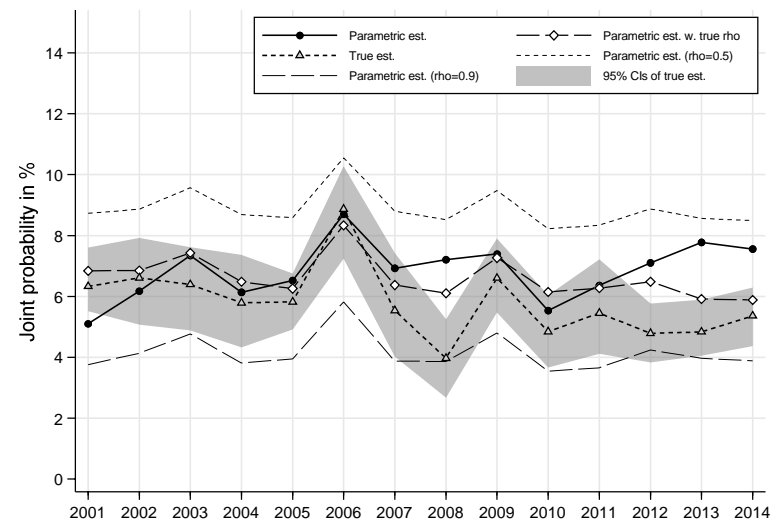 Parametric est.
Parametric est. w. true rho
True est.
Parametric est. (rho=0.5)
Parametric est. (rho=0.9)
95% CIs of true est.
Joint probability in %
14
12
10
8
6
4
2
0
2001 2002 2003 2004 2005 2006 2007 2008 2009 2010 2011 2012 2013 2014